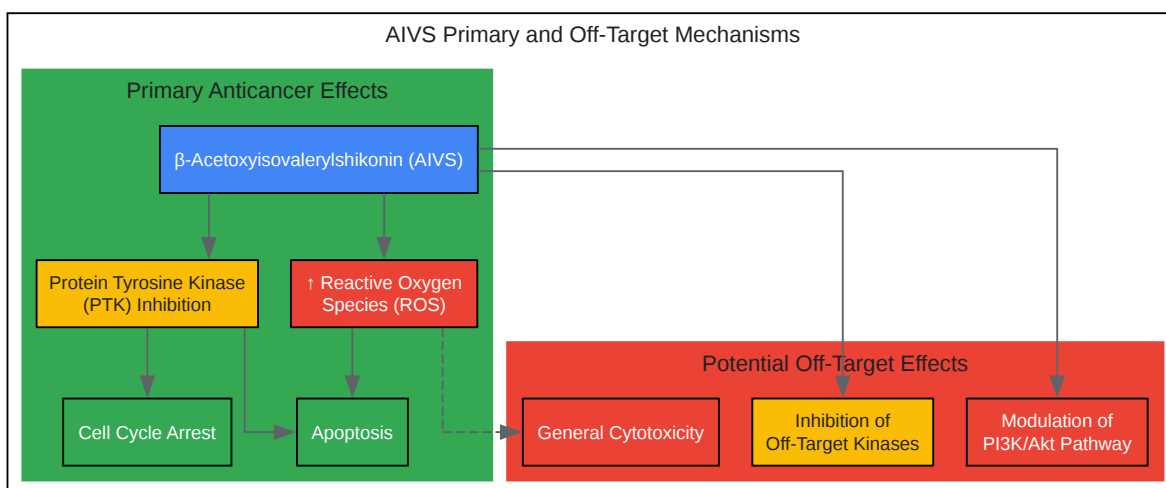 AIVS Primary and Off-Target Mechanisms
Primary Anticancer Effects
β-Acetoxyisovalerylshikonin (AIVS)
Protein Tyrosine Kinase
(PTK) Inhibition
↑ Reactive Oxygen
Species (ROS)
Cell Cycle Arrest
Apoptosis
Potential Off-Target Effects
General Cytotoxicity
Inhibition of
Off-Target Kinases
Modulation of
PI3K/Akt Pathway